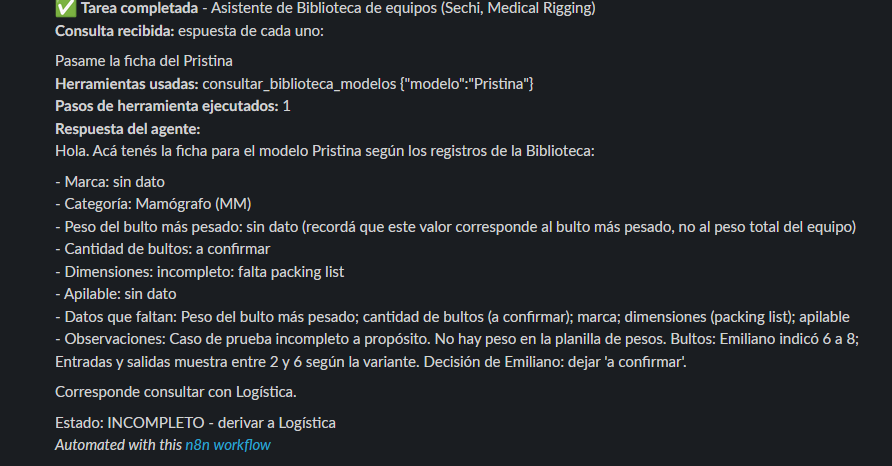 ✅ Tarea completada - Asistente de Biblioteca de equipos (Sechi, Medical Rigging)
Consulta recibida: espuesta de cada uno:
Pasame la ficha del Pristina
Herramientas usadas: consultar_biblioteca_modelos {"modelo":"Pristina"}
Pasos de herramienta ejecutados: 1
Respuesta del agente:
Hola. Acá tenés la ficha para el modelo Pristina según los registros de la Biblioteca:
- Marca: sin dato
- Categoría: Mamógrafo (MM)
- Peso del bulto más pesado: sin dato (recordá que este valor corresponde al bulto más pesado, no al peso total del equipo)
- Cantidad de bultos: a confirmar
- Dimensiones: incompleto: falta packing list
- Apilable: sin dato
- Datos que faltan: Peso del bulto más pesado; cantidad de bultos (a confirmar); marca; dimensiones (packing list); apilable
- Observaciones: Caso de prueba incompleto a propósito. No hay peso en la planilla de pesos. Bultos: Emiliano indicó 6 a 8;
Entradas y salidas muestra entre 2 y 6 según la variante. Decisión de Emiliano: dejar 'a confirmar'.
Corresponde consultar con Logística.
Estado: INCOMPLETO - derivar a Logística
Automated with this n8n workflow